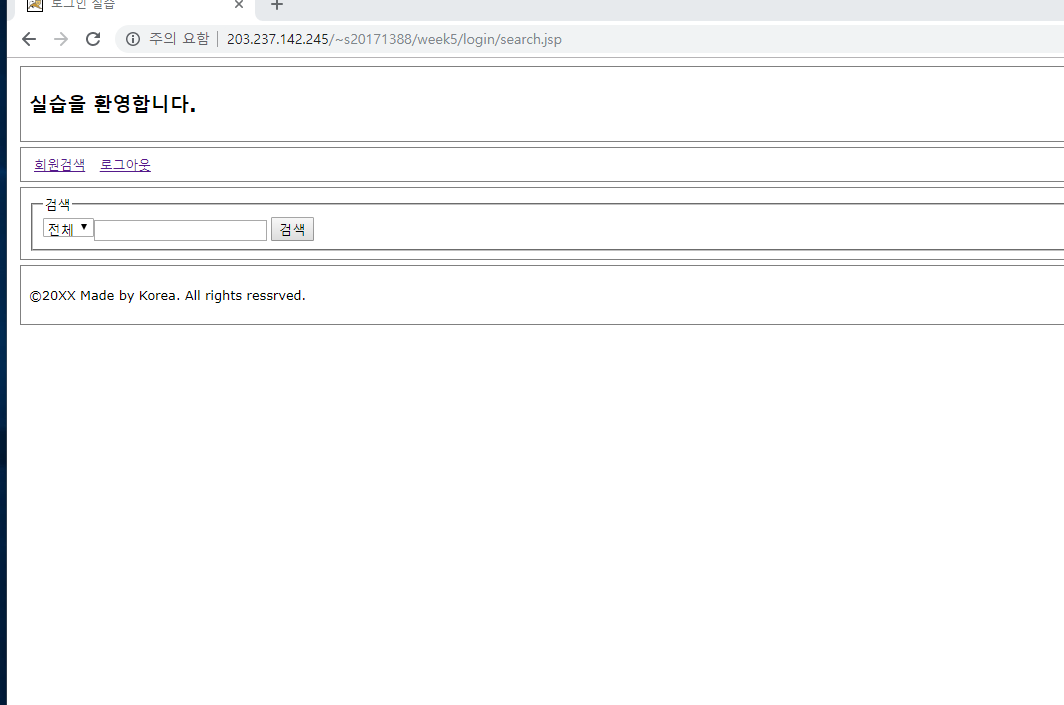 로그인 실습
주의 요함 203.237.142.245/~s20171388/week5/login/search.jsp
실습을 환영합니다.
회원검색 로그아웃
검색
전체 검색
©20XX Made by Korea. All rights ressrved.